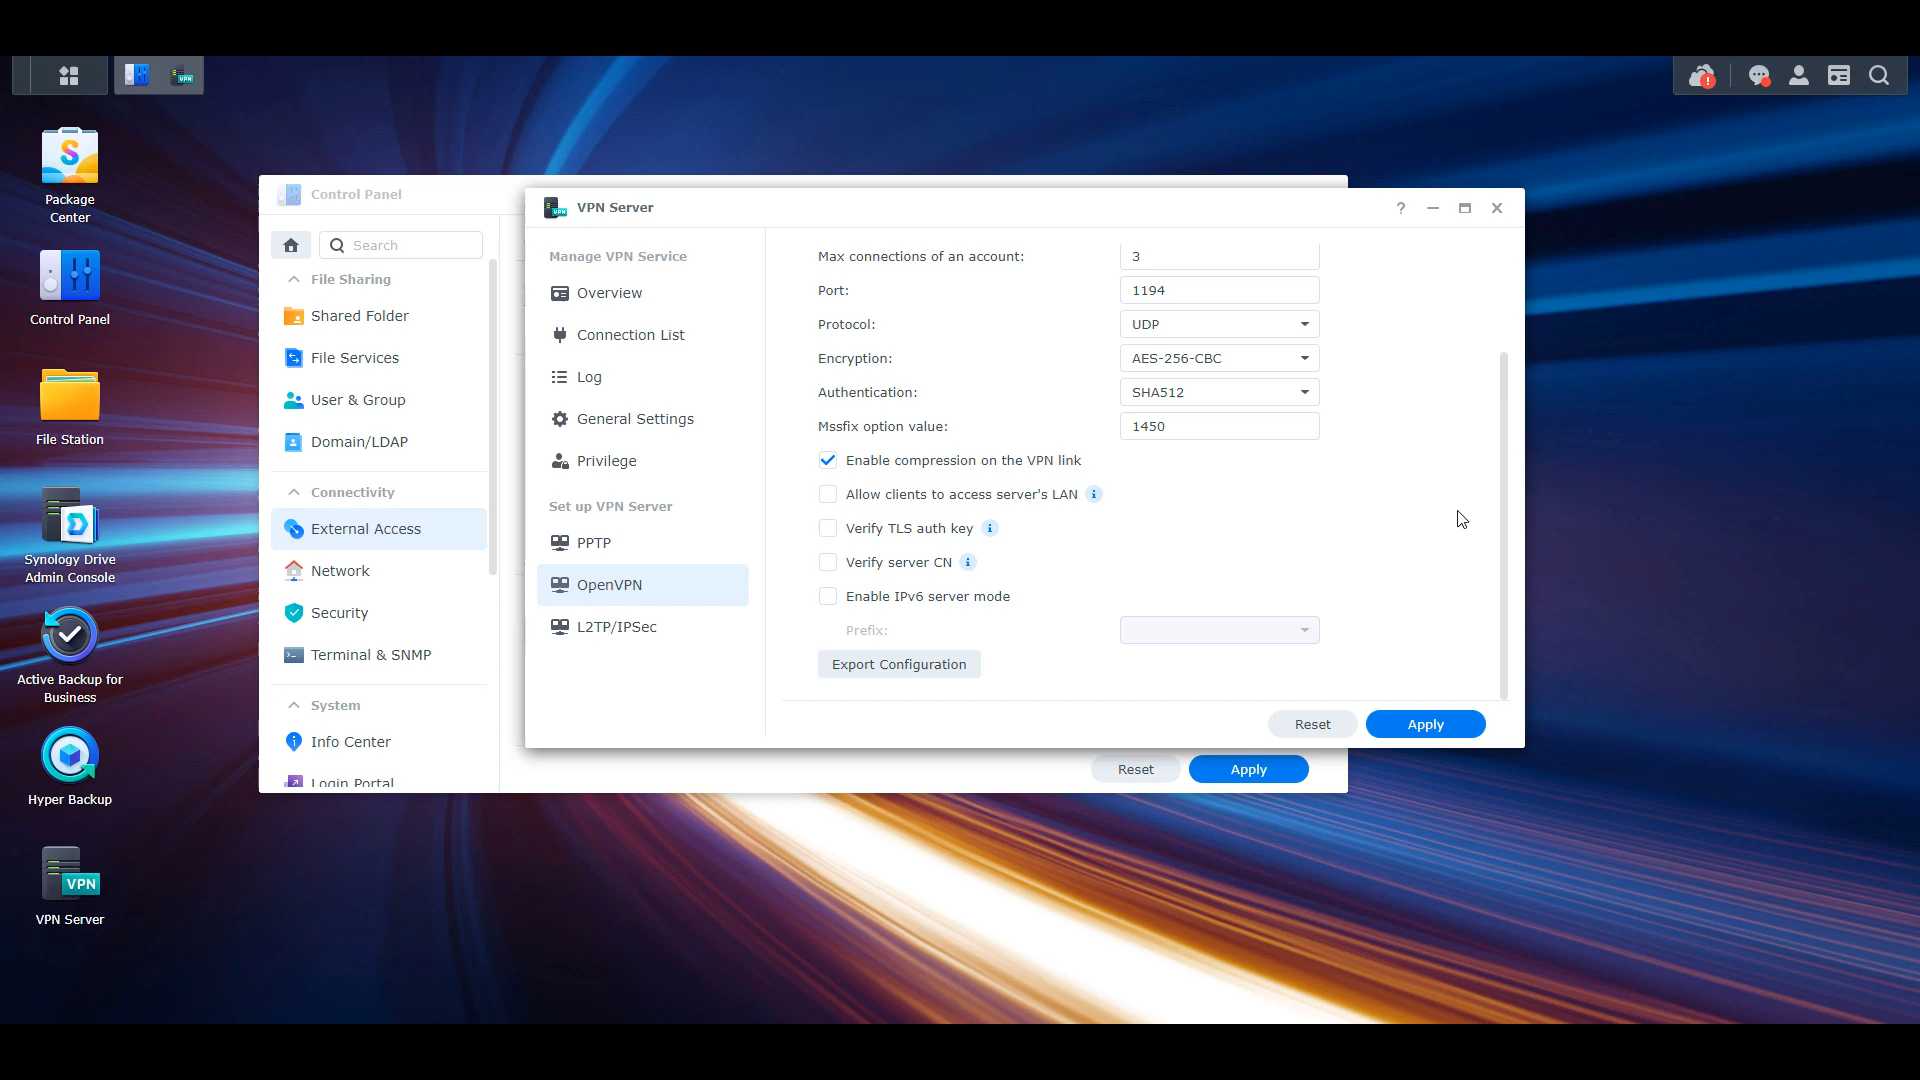 Package
Center
Control Panel
File Station
Synology Drive
Admin Console
Active Backup for
Business
Hyper Backup
VPN
VPN Server
Control Panel
Search
File Sharing
Shared Folder
File Services
User & Group
Domain/LDAP
Connectivity
External Access
Network
Security
Terminal & SNMP
System
Info Center
Login Portal
Reset
Apply
VPN Server
Manage VPN Service
Overview
Connection List
Log
General Settings
Privilege
Set up VPN Server
PPTP
OpenVPN
L2TP/IPSec
Max connections of an account: 3
Port: 1194
Protocol: UDP
Encryption: AES-256-CBC
Authentication: SHA512
Mssfix option value: 1450
Enable compression on the VPN link
Allow clients to access server's LAN
Verify TLS auth key
Verify server CN
Enable IPv6 server mode
Prefix:
Export Configuration
Reset
Apply